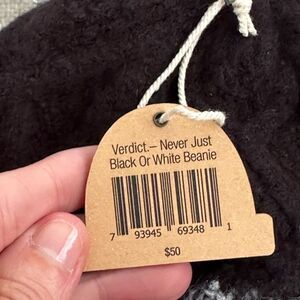 Verdict.– Never Just
Black Or White Beanie
7 93945 69348 1
$50